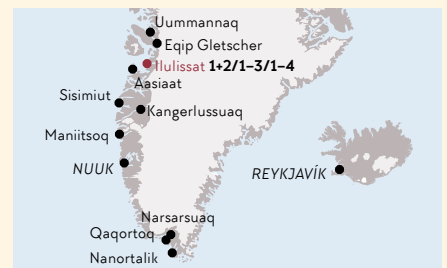 Uummannaq
Eqip Gletscher
Ilulissat 1+2/1–3/1–4
Aasiaat
Sisimiut
Kangerlussuaq
Maniitsoq
NUUK
REYKJAVÍK
Narsarsuaq
Qaqortoq
Nanortalik